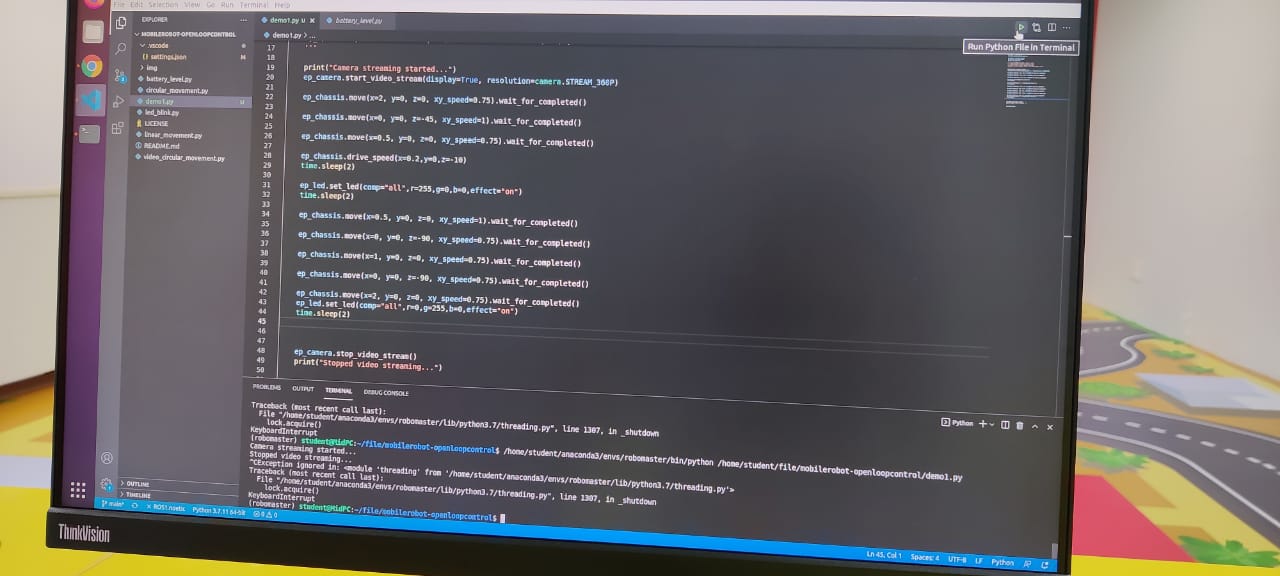 File Edit Selection View Go Run Terminal Help
EXPLORER
MOBILEROBOT-OPENLOOPCONTROL
.vscode
settings.json M
img
battery_level.py
circular_movement.py
demo1.py U
led_blink.py
LICENSE
linear_movement.py
README.md
video_circular_movement.py
OUTLINE
TIMELINE
demo1.py U
battery_level.py
demo1.py > ...
Run Python File in Terminal
17 ...
18
19 print("Camera streaming started...")
20 ep_camera.start_video_stream(display=True, resolution=camera.STREAM_360P)
21
22 ep_chassis.move(x=2, y=0, z=0, xy_speed=0.75).wait_for_completed()
23
24 ep_chassis.move(x=0, y=0, z=-45, xy_speed=1).wait_for_completed()
25
26 ep_chassis.move(x=0.5, y=0, z=0, xy_speed=0.75).wait_for_completed()
27
28 ep_chassis.drive_speed(x=0.2,y=0,z=-10)
29 time.sleep(2)
30
31 ep_led.set_led(comp="all",r=255,g=0,b=0,effect="on")
32 time.sleep(2)
33
34 ep_chassis.move(x=0.5, y=0, z=0, xy_speed=1).wait_for_completed()
35
36 ep_chassis.move(x=0, y=0, z=-90, xy_speed=0.75).wait_for_completed()
37
38 ep_chassis.move(x=1, y=0, z=0, xy_speed=0.75).wait_for_completed()
39
40 ep_chassis.move(x=0, y=0, z=-90, xy_speed=0.75).wait_for_completed()
41
42 ep_chassis.move(x=2, y=0, z=0, xy_speed=0.75).wait_for_completed()
43 ep_led.set_led(comp="all",r=0,g=255,b=0,effect="on")
44 time.sleep(2)
45
46
47
48 ep_camera.stop_video_stream()
49 print("Stopped video streaming...")
50
PROBLEMS OUTPUT TERMINAL DEBUG CONSOLE
Python
Traceback (most recent call last):
File "/home/student/anaconda3/envs/robomaster/lib/python3.7/threading.py", line 1307, in _shutdown
lock.acquire()
KeyboardInterrupt
(robomaster) student@MidPC:~/file/mobilerobot-openloopcontrol$ /home/student/anaconda3/envs/robomaster/bin/python /home/student/file/mobilerobot-openloopcontrol/demo1.py
Camera streaming started...
Stopped video streaming...
^CException ignored in: <module 'threading' from '/home/student/anaconda3/envs/robomaster/lib/python3.7/threading.py'>
Traceback (most recent call last):
File "/home/student/anaconda3/envs/robomaster/lib/python3.7/threading.py", line 1307, in _shutdown
lock.acquire()
KeyboardInterrupt
(robomaster) student@MidPC:~/file/mobilerobot-openloopcontrol$
main* ROS1.noetic Python 3.7.11 64-bit 0 0 Ln 45, Col 1 Spaces: 4 UTF-8 LF Python
ThinkVision